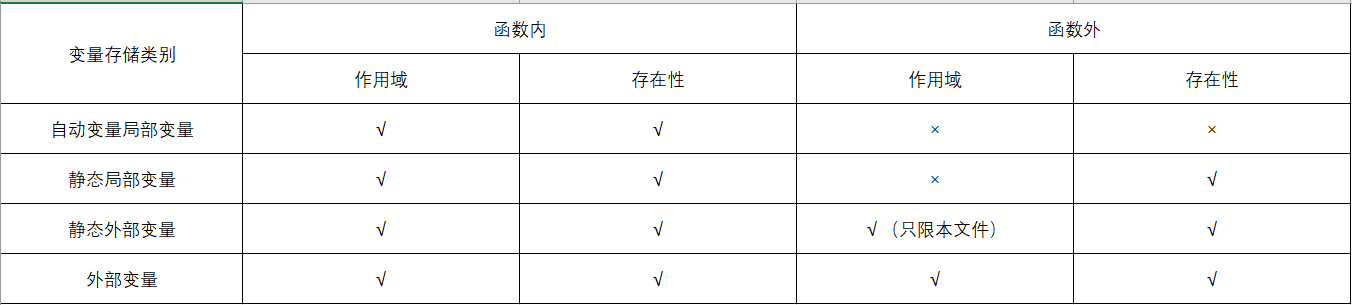 变量存储类别 函数内 函数外
作用域 存在性 作用域 存在性
自动变量局部变量 √ √ × ×
静态局部变量 √ √ × √
静态外部变量 √ √ √（只限本文件） √
外部变量 √ √ √ √